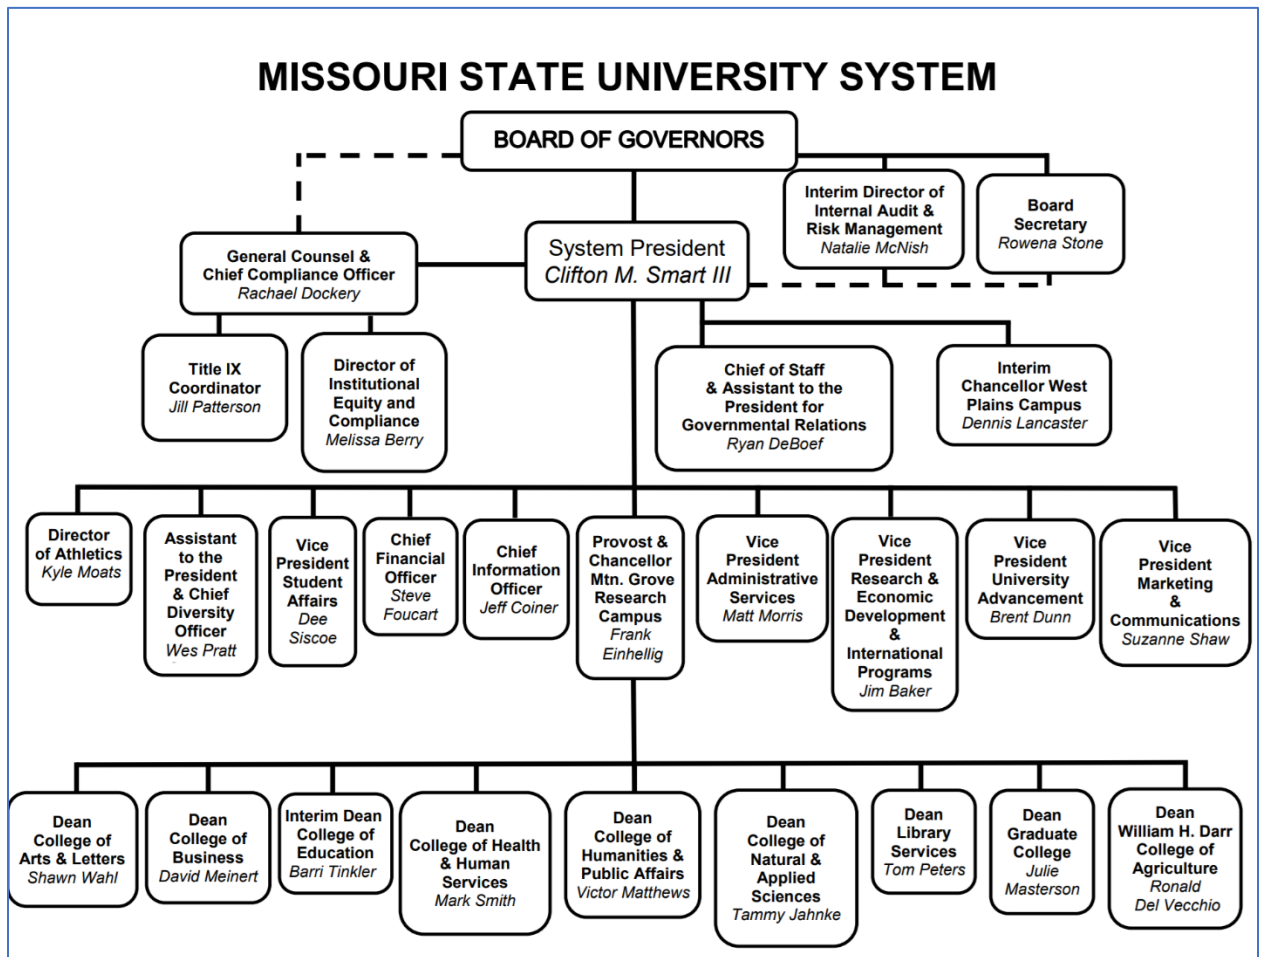 MISSOURI STATE UNIVERSITY SYSTEM
BOARD OF GOVERNORS
Interim Director of
Internal Audit &
Risk Management
Natalie McNish
Board
Secretary
Rowena Stone
General Counsel &
Chief Compliance Officer
Rachael Dockery
System President
Clifton M. Smart III
Title IX
Coordinator
Jill Patterson
Director of
Institutional
Equity and
Compliance
Melissa Berry
Chief of Staff
& Assistant to the
President for
Governmental Relations
Ryan DeBoef
Interim
Chancellor West
Plains Campus
Dennis Lancaster
Director
of Athletics
Kyle Moats
Assistant
to the
President
& Chief
Diversity
Officer
Wes Pratt
Vice
President
Student
Affairs
Dee
Siscoe
Chief
Financial
Officer
Steve
Foucart
Chief
Information
Officer
Jeff Coiner
Provost &
Chancellor
Mtn. Grove
Research
Campus
Frank
Einhellig
Vice
President
Administrative
Services
Matt Morris
Vice
President
Research &
Economic
Development
&
International
Programs
Jim Baker
Vice
President
University
Advancement
Brent Dunn
Vice
President
Marketing
&
Communications
Suzanne Shaw
Dean
College of
Arts & Letters
Shawn Wahl
Dean
College of
Business
David Meinert
Interim Dean
College of
Education
Barri Tinkler
Dean
College of Health
& Human
Services
Mark Smith
Dean
College of
Humanities &
Public Affairs
Victor Matthews
Dean
College of
Natural &
Applied
Sciences
Tammy Jahnke
Dean
Library
Services
Tom Peters
Dean
Graduate
College
Julie
Masterson
Dean
William H. Darr
College of
Agriculture
Ronald
Del Vecchio